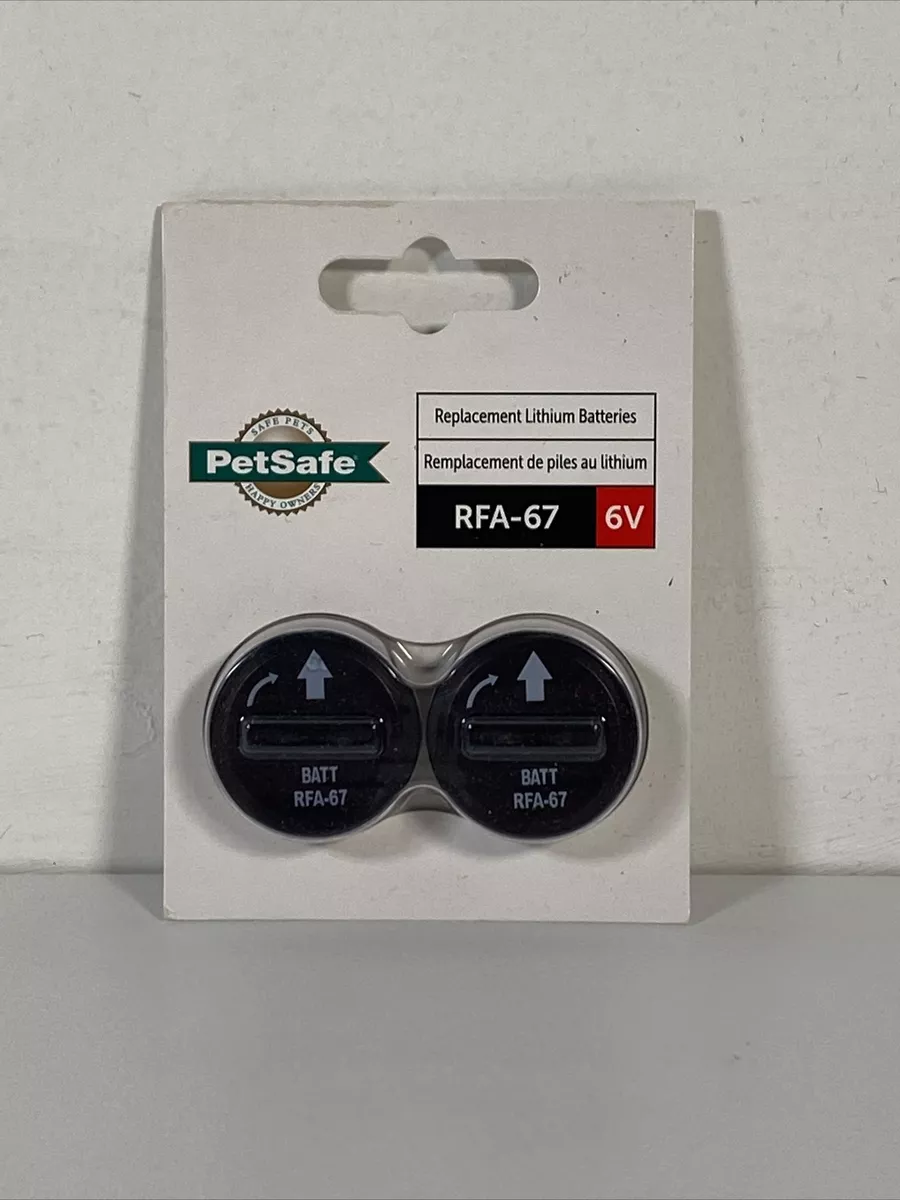 SAFE PETS
PetSafe
HAPPY OWNERS
Replacement Lithium Batteries
Remplacement de piles au lithium
RFA-67 6V
BATT
RFA-67
BATT
RFA-67